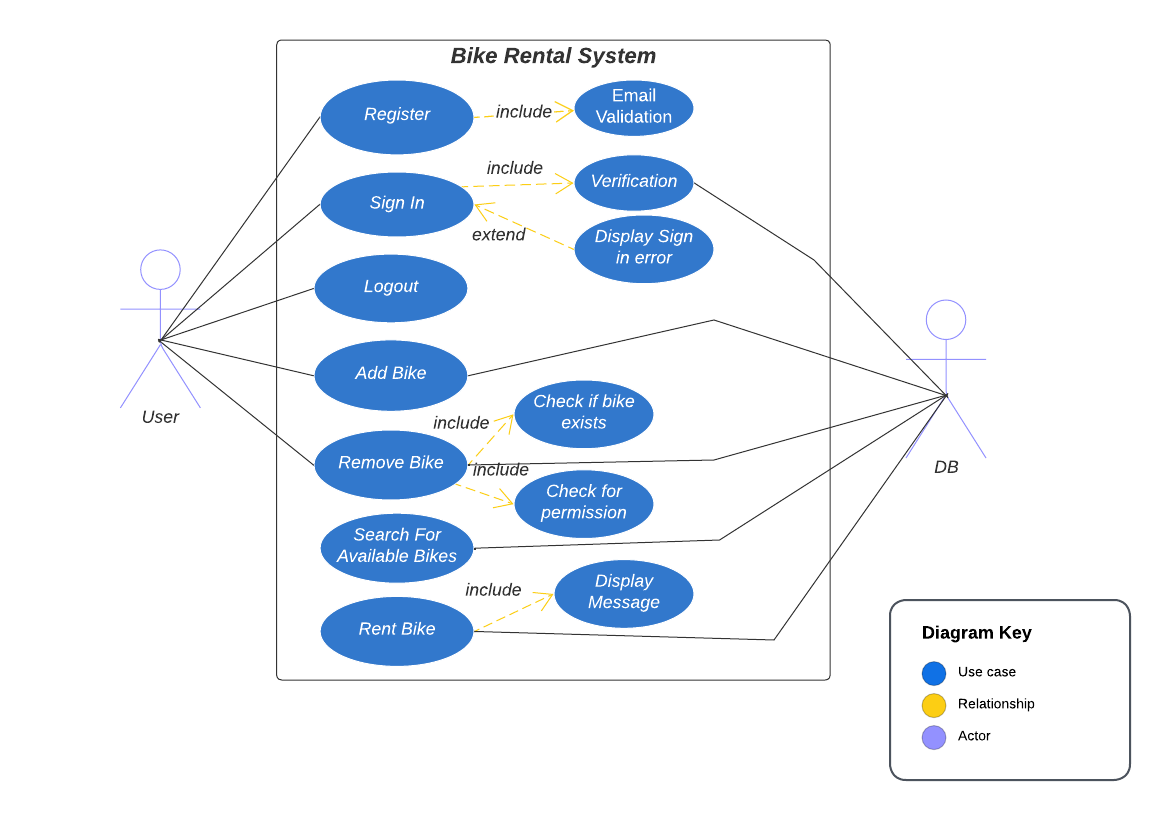 Bike Rental System
Register
include
Email
Validation
Sign In
include
Verification
extend
Display Sign
in error
Logout
Add Bike
Remove Bike
include
Check if bike
exists
include
Check for
permission
Search For
Available Bikes
Rent Bike
include
Display
Message
User
DB
Diagram Key
Use case
Relationship
Actor